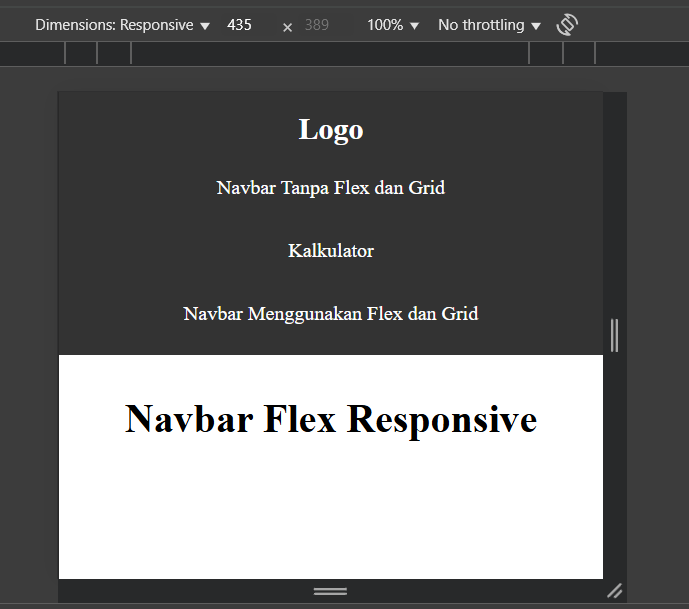 Dimensions: Responsive ▼ 435 × 389 100% ▼ No throttling ▼
Logo
Navbar Tanpa Flex dan Grid
Kalkulator
Navbar Menggunakan Flex dan Grid
Navbar Flex Responsive